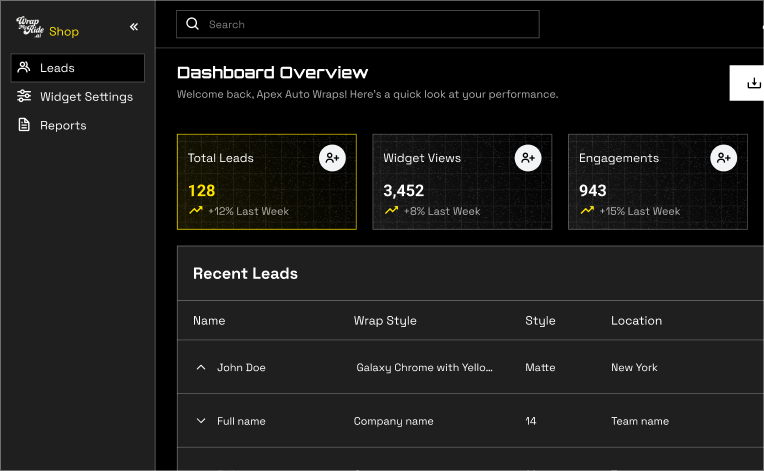 Wrap
My Ride
.ai
Shop
Search
Leads
Widget Settings
Reports
Dashboard Overview
Welcome back, Apex Auto Wraps! Here's a quick look at your performance.
Total Leads
128
+12% Last Week
Widget Views
3,452
+8% Last Week
Engagements
943
+15% Last Week
Recent Leads
Name Wrap Style Style Location
John Doe Galaxy Chrome with Yello... Matte New York
Full name Company name 14 Team name